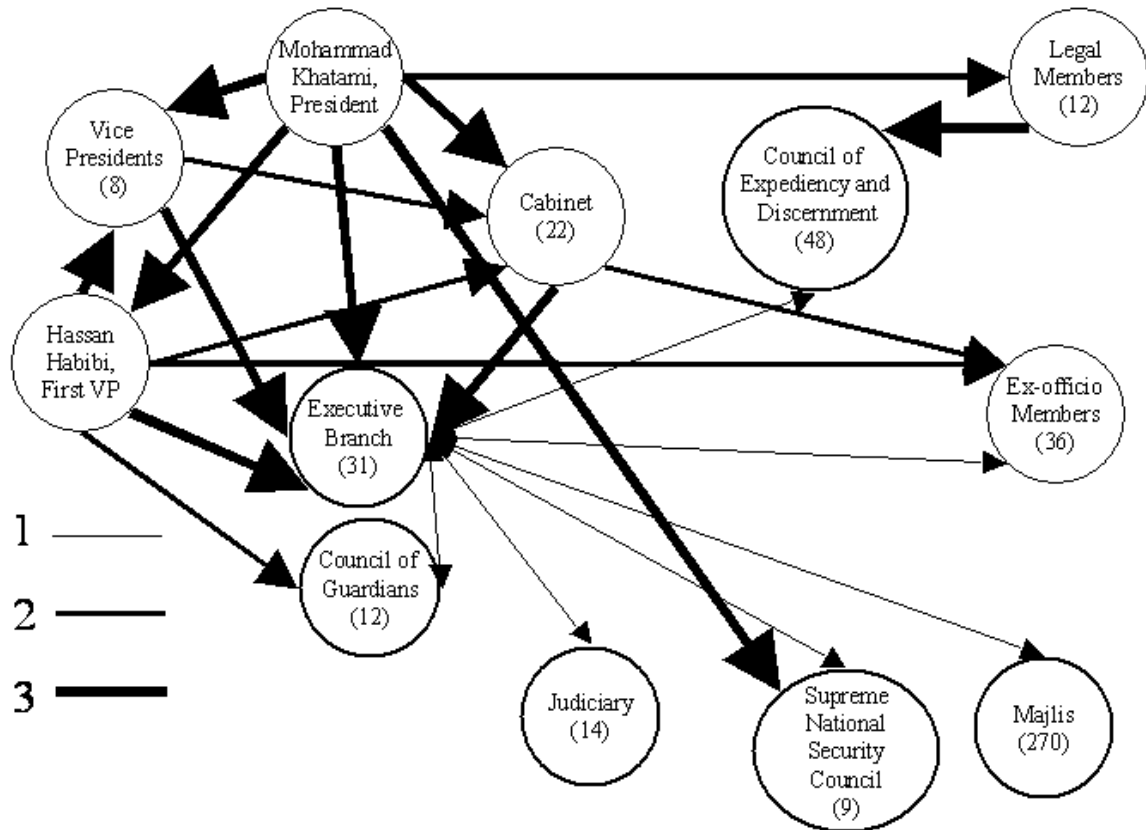 Mohammad
Khatami,
President
Legal
Members
(12)
Vice
Presidents
(8)
Council of
Expediency and
Discernment
(48)
Cabinet
(22)
Hassan
Habibi,
First VP
Executive
Branch
(31)
Ex-officio
Members
(36)
1
2
3
Council of
Guardians
(12)
Judiciary
(14)
Supreme
National
Security
Council
(9)
Majlis
(270)